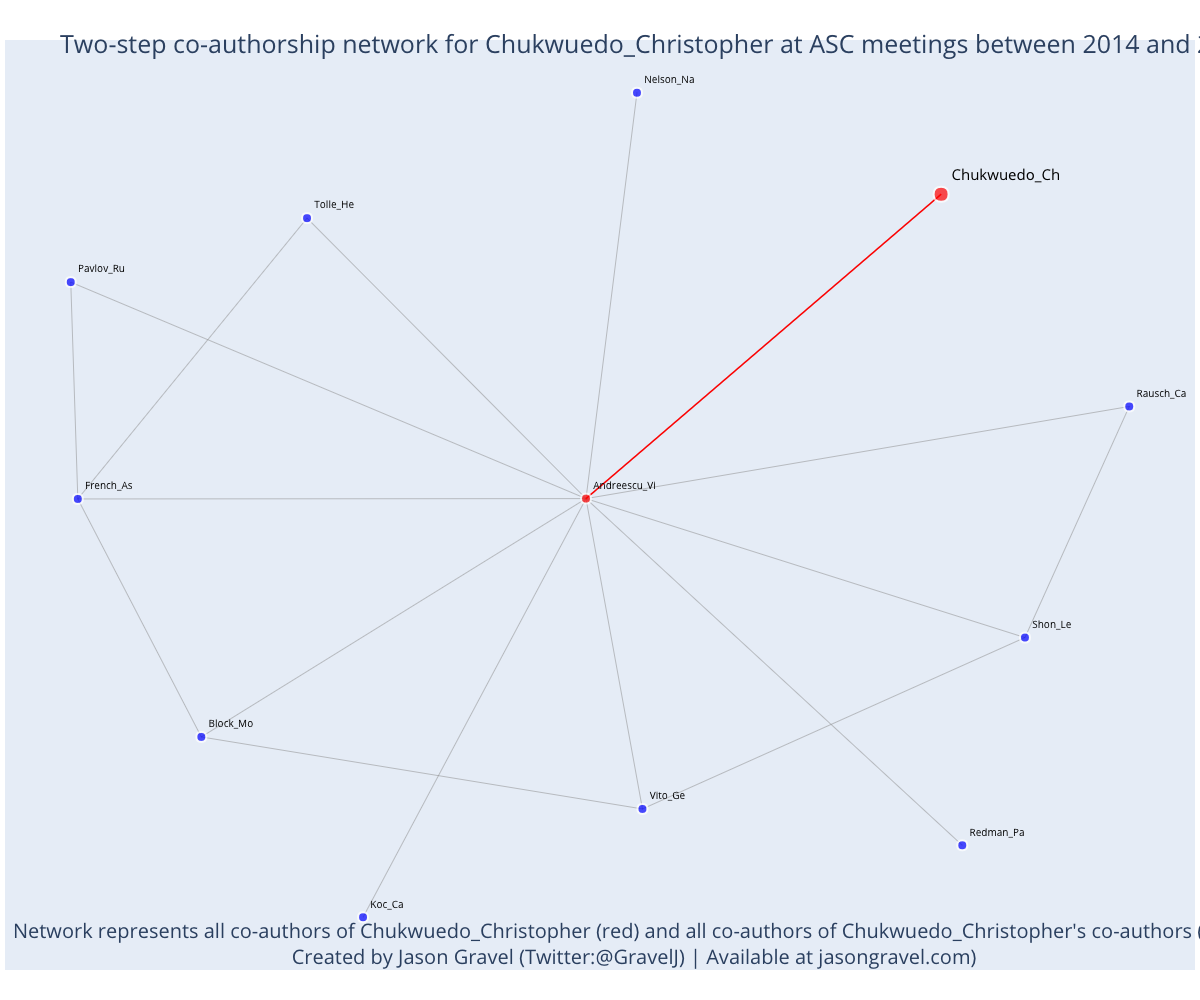 Two-step co-authorship network for Chukwuedo_Christopher at ASC meetings between 2014 and
Nelson_Na
Chukwuedo_Ch
Tolle_He
Pavlov_Ru
Rausch_Ca
French_As
Andreescu_Vi
Shon_Le
Block_Mo
Vito_Ge
Redman_Pa
Koc_Ca
Network represents all co-authors of Chukwuedo_Christopher (red) and all co-authors of Chukwuedo_Christopher's co-authors (
Created by Jason Gravel (Twitter:@GravelJ) | Available at jasongravel.com)